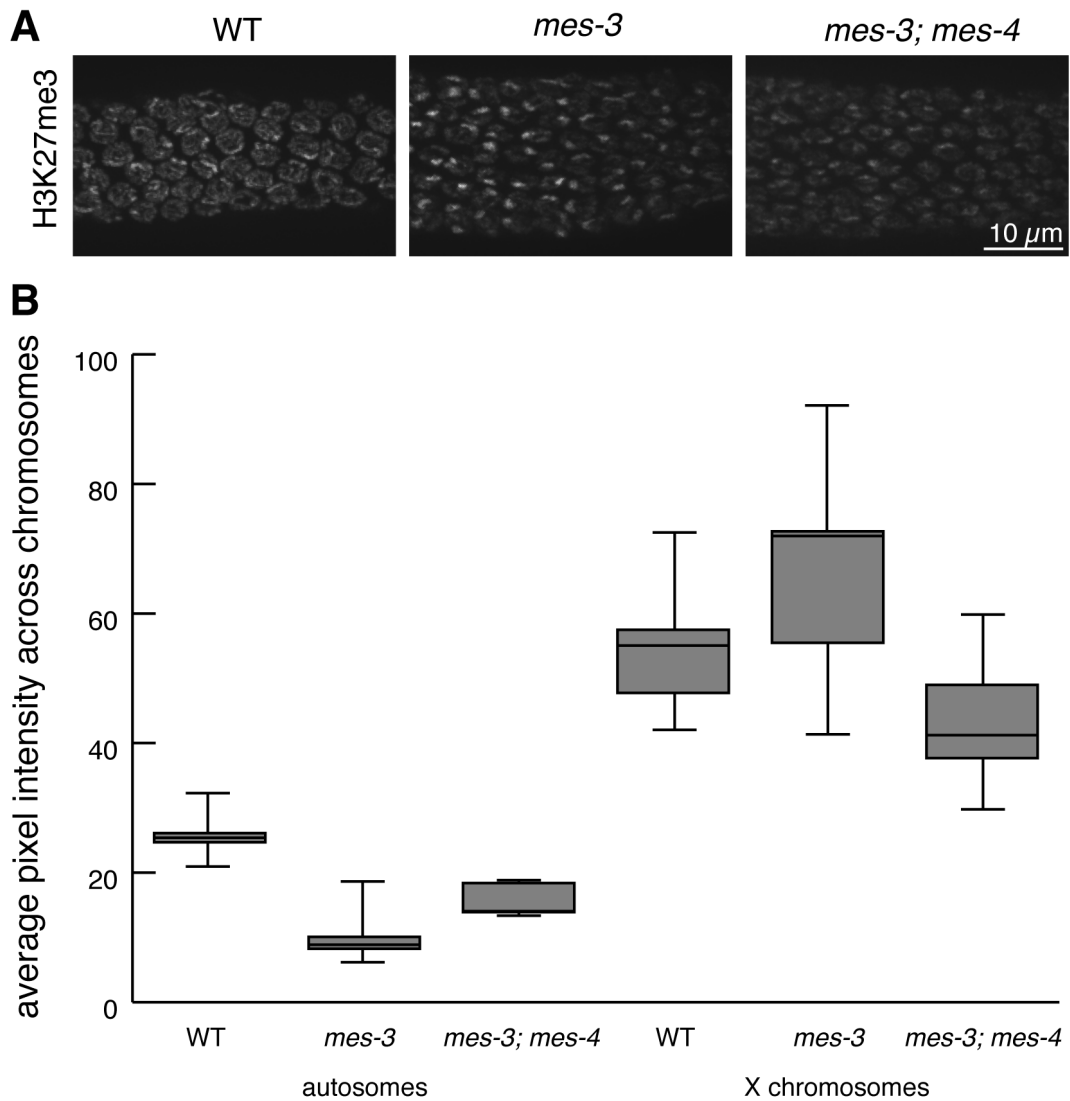 A
WT
mes-3
mes-3; mes-4
H3K27me3
10 µm
B
average pixel intensity across chromosomes
100
80
60
40
20
0
WT
mes-3
mes-3; mes-4
WT
mes-3
mes-3; mes-4
autosomes
X chromosomes